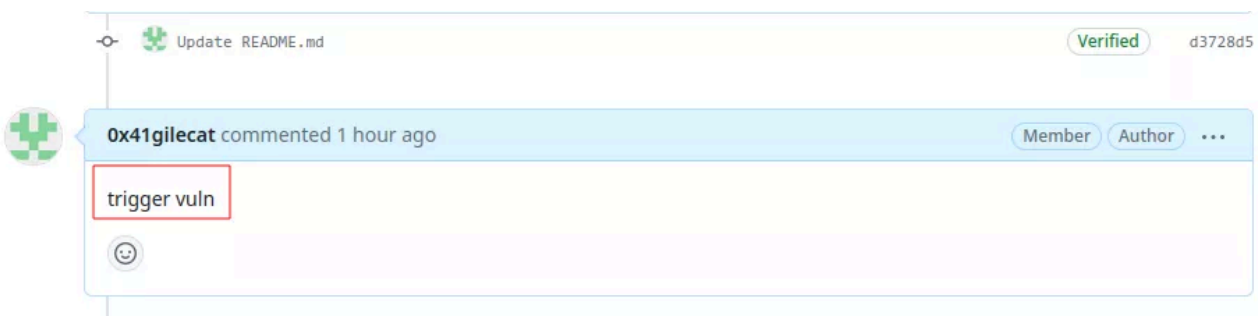 Update README.md Verified d3728d5
0x41gilecat commented 1 hour ago Member Author ...
trigger vuln